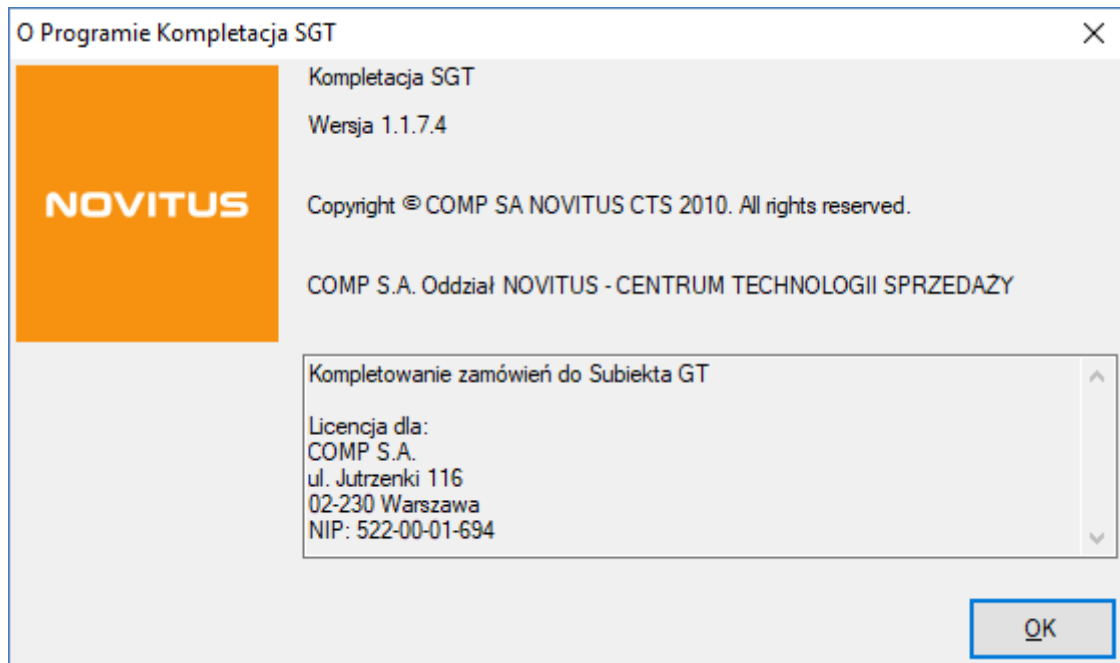 O Programie Kompletacja SGT
NOVITUS
Kompletacja SGT
Wersja 1.1.7.4
Copyright © COMP SA NOVITUS CTS 2010. All rights reserved.
COMP S.A. Oddział NOVITUS - CENTRUM TECHNOLOGII SPRZEDAŻY
Kompletowanie zamówień do Subiekta GT
Licencja dla:
COMP S.A.
ul. Jutrzenki 116
02-230 Warszawa
NIP: 522-00-01-694
OK